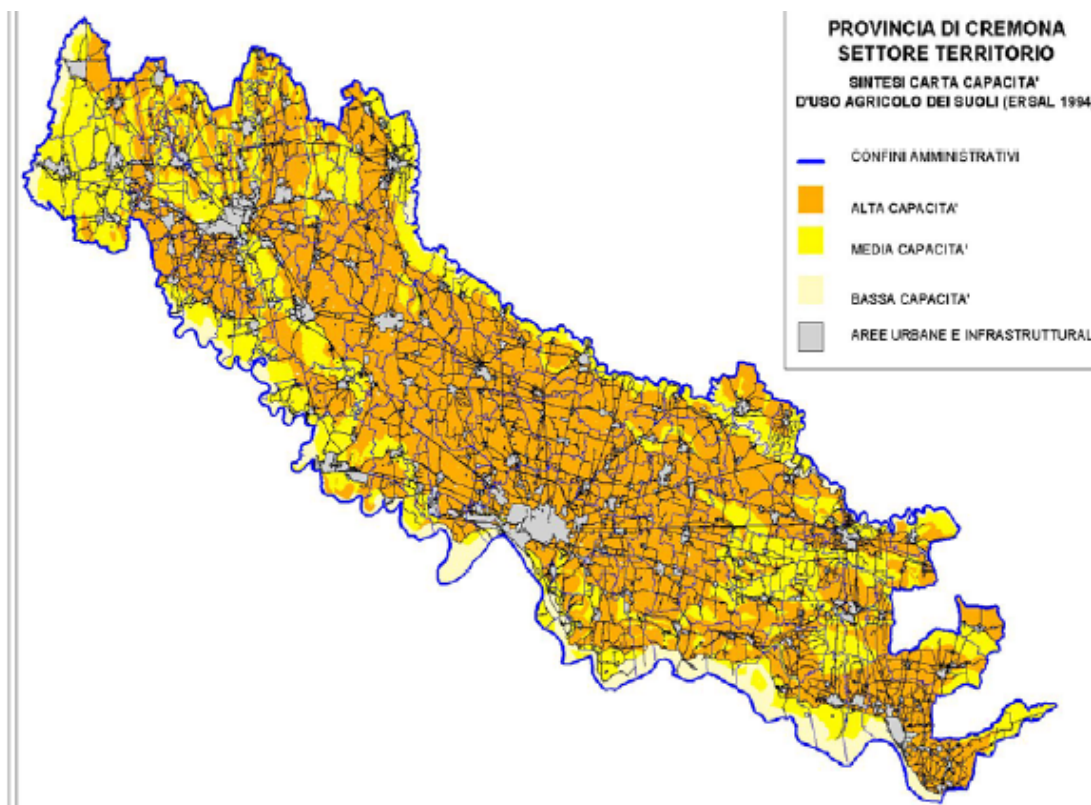 PROVINCIA DI CREMONA
SETTORE TERRITORIO
SINTESI CARTA CAPACITA'
D'USO AGRICOLO DEI SUOLI (ERSAL 1994
CONFINI AMMINISTRATIVI
ALTA CAPACITA'
MEDIA CAPACITA'
BASSA CAPACITA'
AREE URBANE E INFRASTRUTTURAL